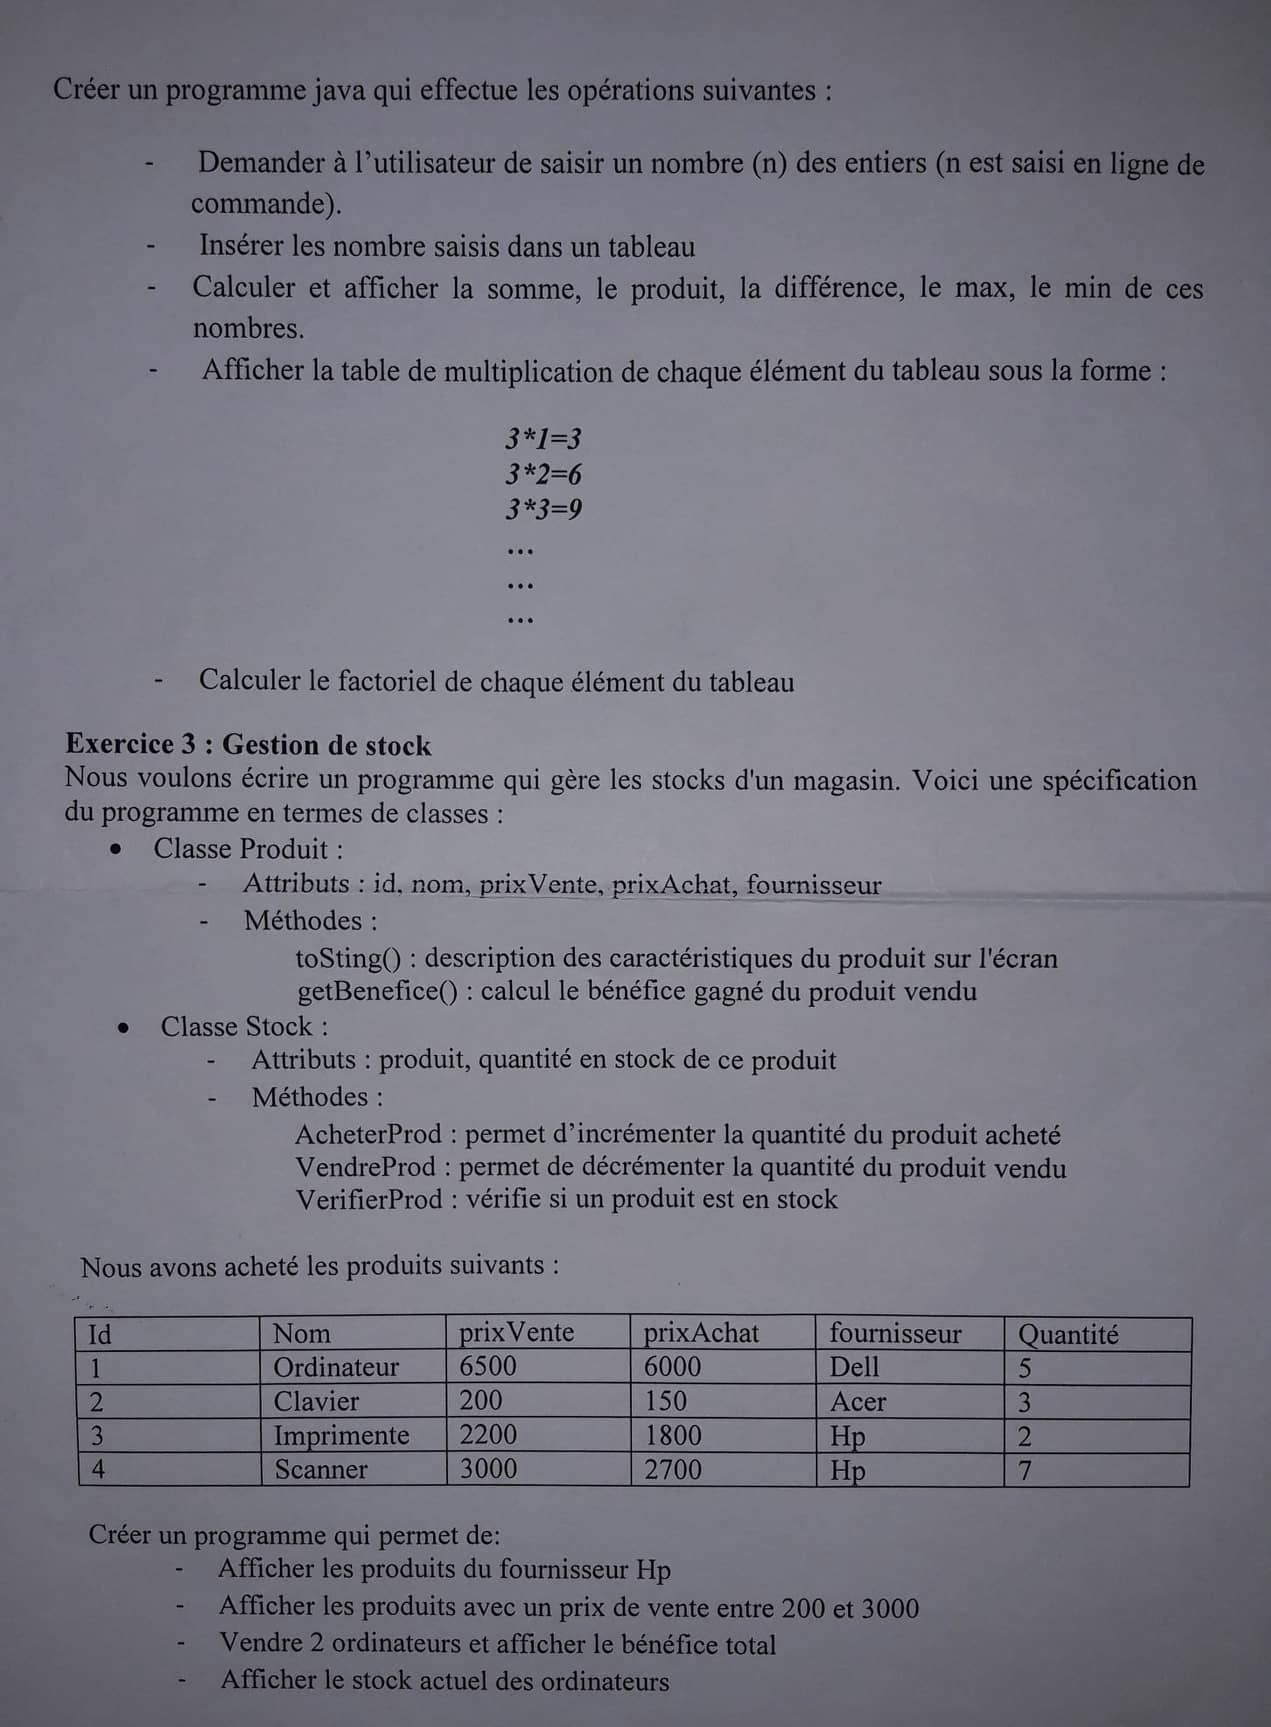 Créer un programme java qui effectue les opérations suivantes :
- Demander à l’utilisateur de saisir un nombre (n) des entiers (n est saisi en ligne de
commande).
- Insérer les nombre saisis dans un tableau
- Calculer et afficher la somme, le produit, la différence, le max, le min de ces
nombres.
- Afficher la table de multiplication de chaque élément du tableau sous la forme :
3*1=3
3*2=6
3*3=9
...
...
...
- Calculer le factoriel de chaque élément du tableau
Exercice 3 : Gestion de stock
Nous voulons écrire un programme qui gère les stocks d'un magasin. Voici une spécification
du programme en termes de classes :
• Classe Produit :
- Attributs : id, nom, prixVente, prixAchat, fournisseur
- Méthodes :
toSting() : description des caractéristiques du produit sur l'écran
getBenefice() : calcul le bénéfice gagné du produit vendu
• Classe Stock :
- Attributs : produit, quantité en stock de ce produit
- Méthodes :
AcheterProd : permet d’incrémenter la quantité du produit acheté
VendreProd : permet de décrémenter la quantité du produit vendu
VerifierProd : vérifie si un produit est en stock
Nous avons acheté les produits suivants :
Id Nom prixVente prixAchat fournisseur Quantité
1 Ordinateur 6500 6000 Dell 5
2 Clavier 200 150 Acer 3
3 Imprimente 2200 1800 Hp 2
4 Scanner 3000 2700 Hp 7
Créer un programme qui permet de:
- Afficher les produits du fournisseur Hp
- Afficher les produits avec un prix de vente entre 200 et 3000
- Vendre 2 ordinateurs et afficher le bénéfice total
- Afficher le stock actuel des ordinateurs